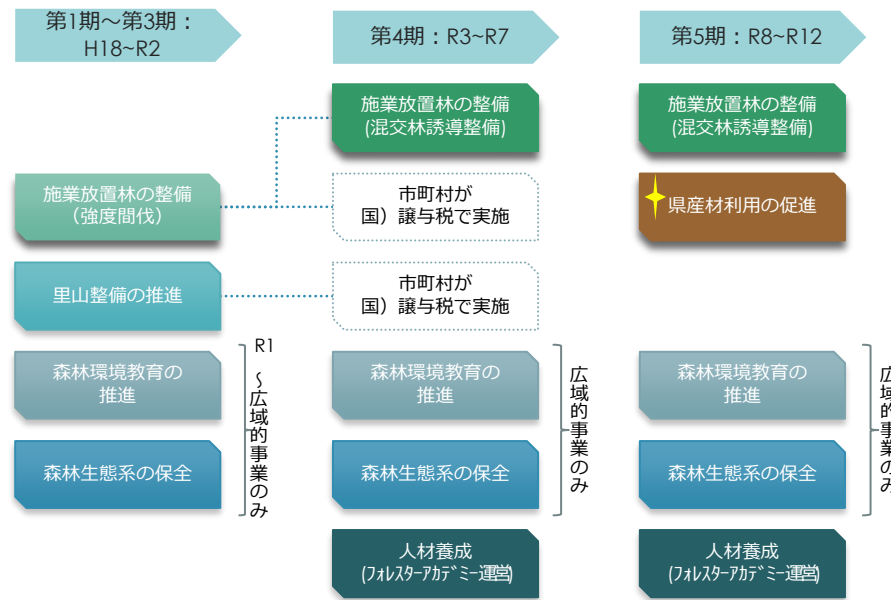 第1期～第3期：
H18~R2
第4期：R3~R7
第5期：R8~R12
施業放置林の整備
(混交林誘導整備)
施業放置林の整備
(混交林誘導整備)
施業放置林の整備
（強度間伐）
市町村が
国）譲与税で実施
県産材利用の促進
里山整備の推進
市町村が
国）譲与税で実施
森林環境教育の
推進
R1
～広域的事業のみ
森林環境教育の
推進
広域的事業のみ
森林環境教育の
推進
広域的事業のみ
森林生態系の保全
森林生態系の保全
森林生態系の保全
人材養成
(ﾌｫﾚｽﾀｰｱｶﾃﾞﾐｰ運営)
人材養成
(ﾌｫﾚｽﾀｰｱｶﾃﾞﾐｰ運営)